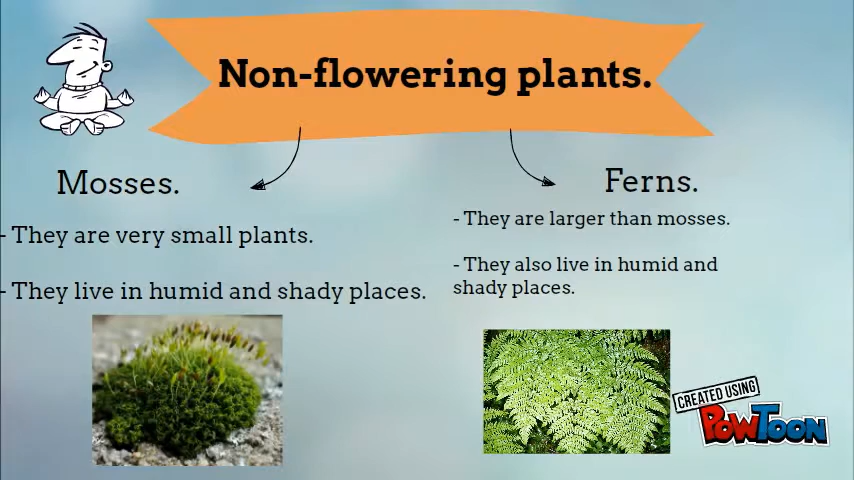 Non-flowering plants.
Mosses.
- They are very small plants.
- They live in humid and shady places.
Ferns.
- They are larger than mosses.
- They also live in humid and
shady places.
CREATED USING
POWTOON